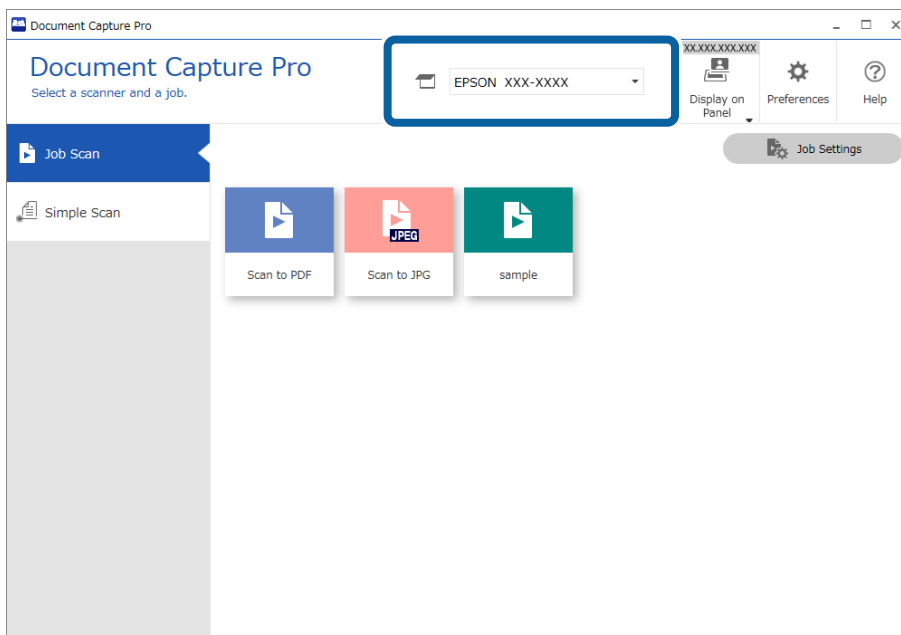 Document Capture Pro
Document Capture Pro
Select a scanner and a job.
EPSON XXX-XXXX
XX.XXX.XXX.XXX
Display on
Panel
Preferences
Help
Job Scan
Job Settings
Simple Scan
JPEG
Scan to PDF
Scan to JPG
sample